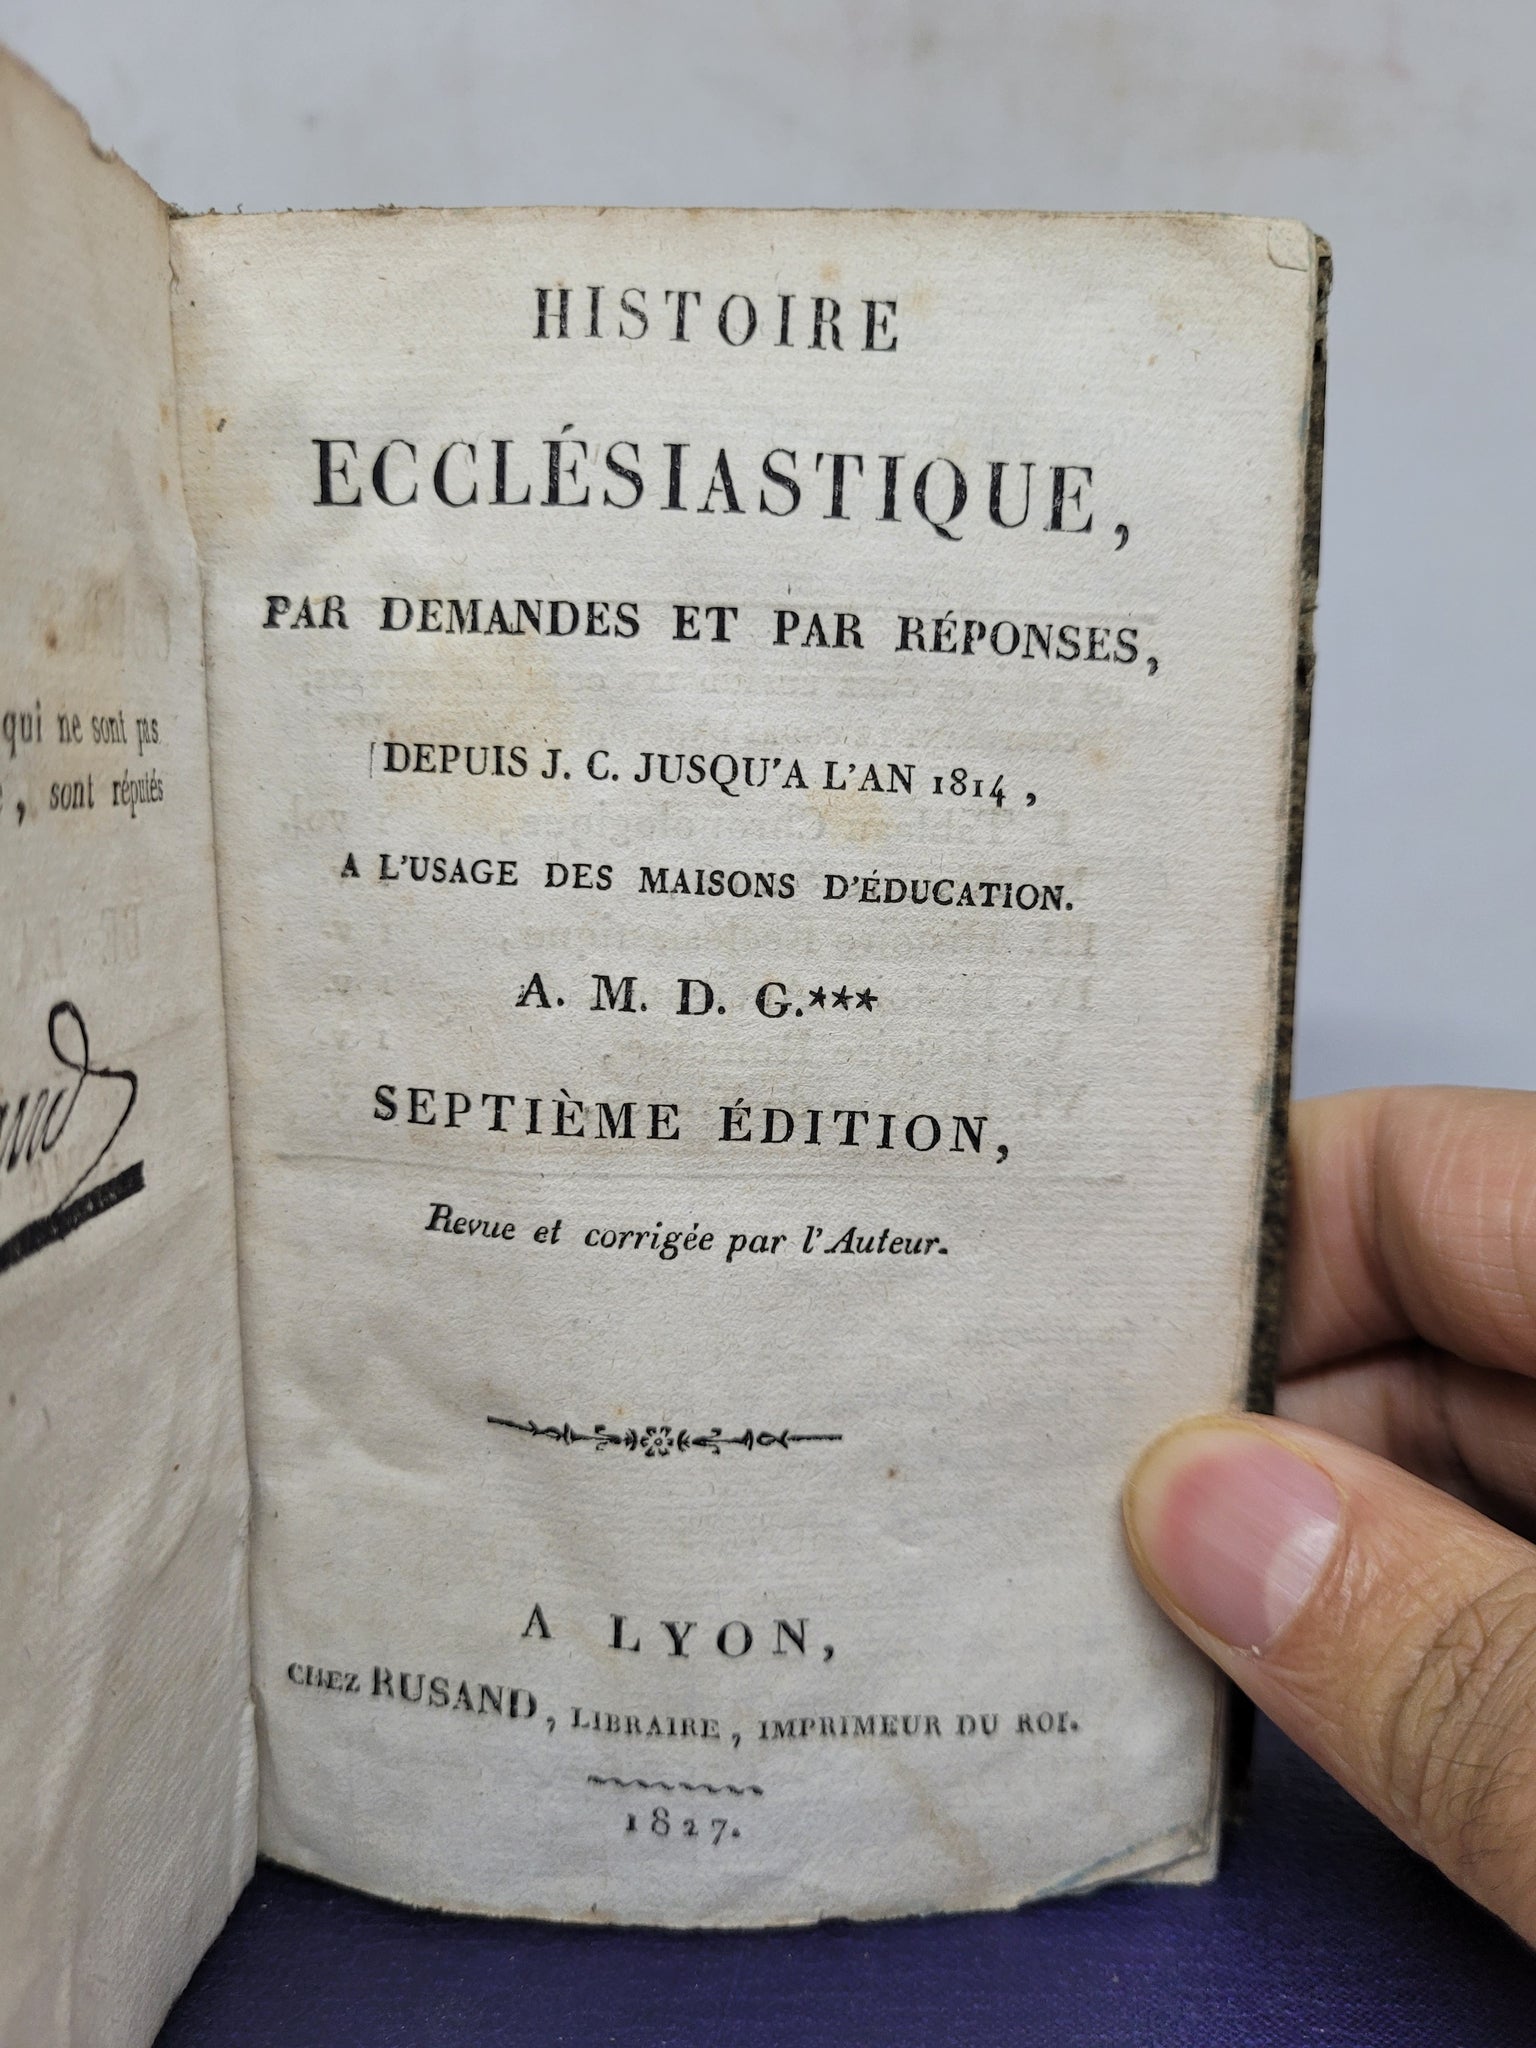 qui ne sont pas
, sont réputés
HISTOIRE
ECCLÉSIASTIQUE,
PAR DEMANDES ET PAR RÉPONSES,
DEPUIS J. C. JUSQU'A L'AN 1814,
A L'USAGE DES MAISONS D'ÉDUCATION.
A. M. D. G.***
SEPTIÈME ÉDITION,
Revue et corrigée par l'Auteur.
A LYON,
CHEZ RUSAND, LIBRAIRE, IMPRIMEUR DU ROI.
1827.